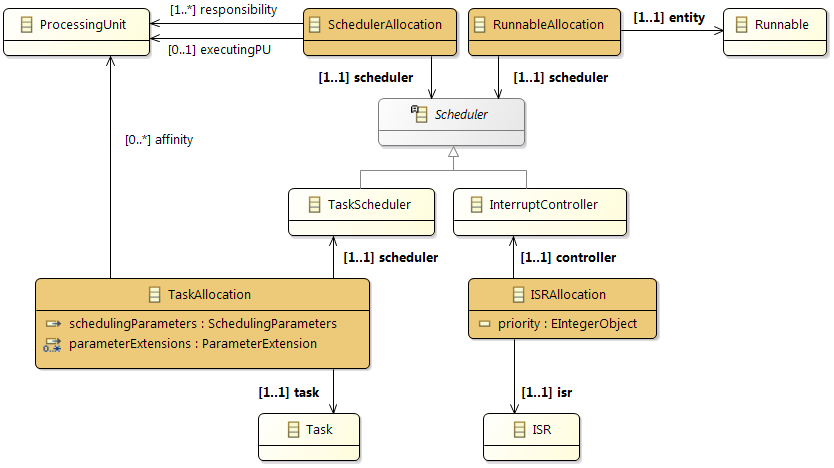 [1..*] responsibility
ProcessingUnit
SchedulerAllocation
RunnableAllocation
[1..1] entity
Runnable
[0..1] executingPU
[1..1] scheduler
[1..1] scheduler
Scheduler
[0..*] affinity
TaskScheduler
InterruptController
[1..1] scheduler
[1..1] controller
TaskAllocation
schedulingParameters : SchedulingParameters
0..* parameterExtensions : ParameterExtension
ISRAllocation
priority : EIntegerObject
[1..1] task
[1..1] isr
Task
ISR